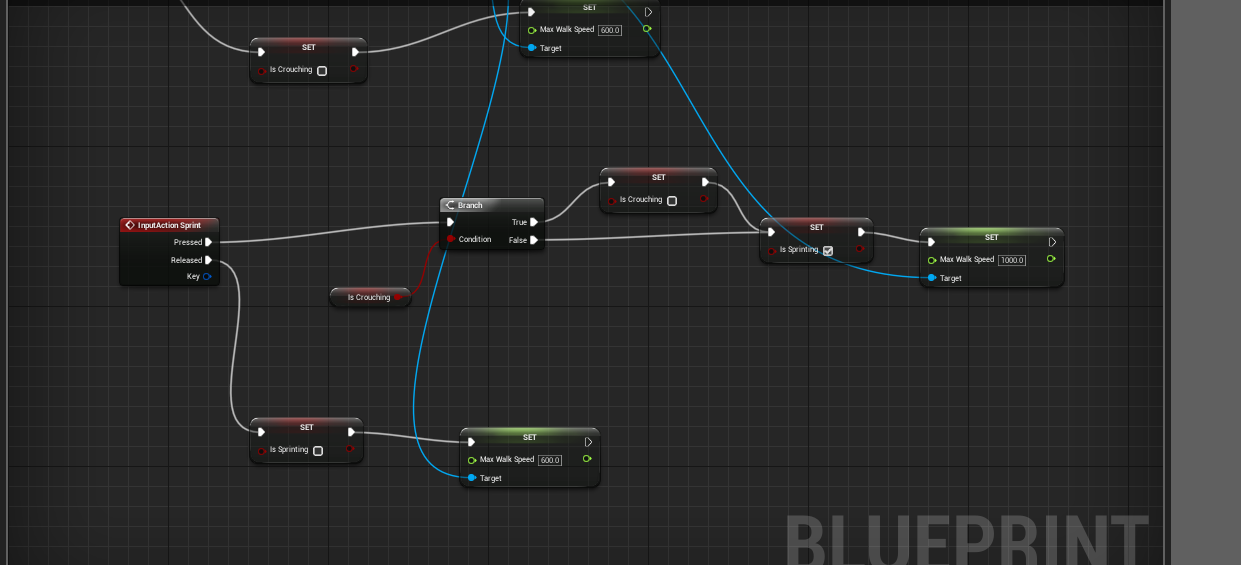 SET
Max Walk Speed 600.0
Target
SET
Is Crouching
SET
Is Crouching
Branch
True
Condition False
InputAction Sprint
Pressed
Released
Key
Is Crouching
SET
Is Sprinting
SET
Max Walk Speed 1000.0
Target
SET
Is Sprinting
SET
Max Walk Speed 600.0
Target
BLUEPRINT